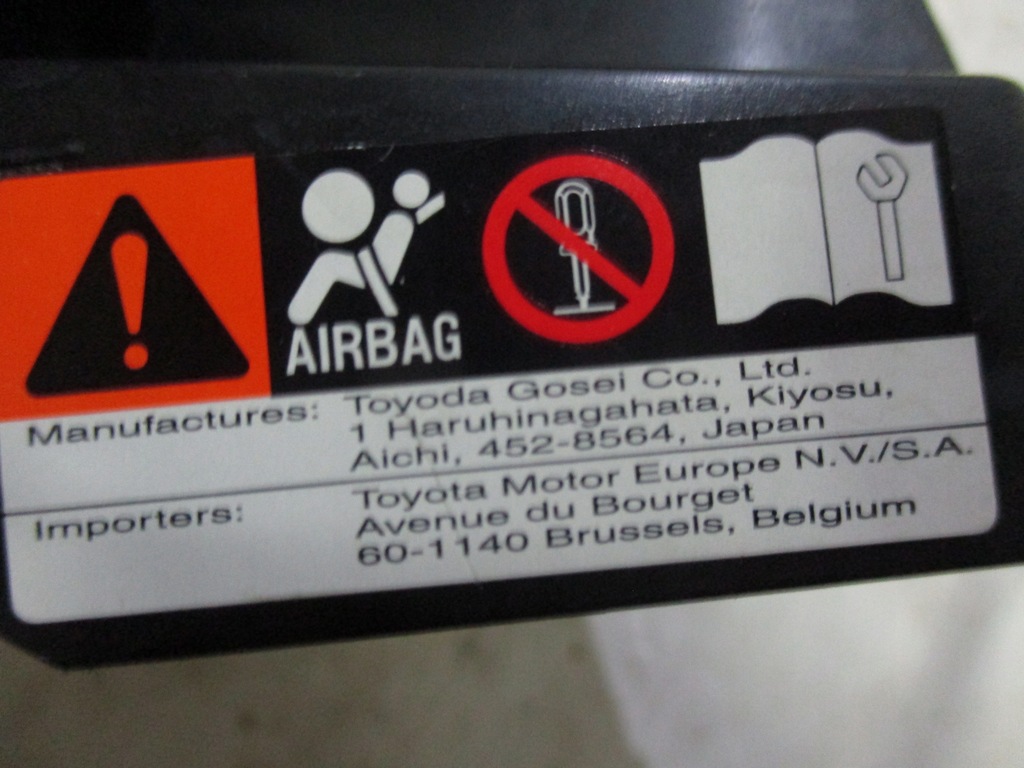 AIRBAG
Manufactures: Toyoda Gosei Co., Ltd.
1 Haruhinagahata, Kiyosu,
Aichi, 452-8564, Japan
Importers: Toyota Motor Europe N.V./S.A.
Avenue du Bourget
60-1140 Brussels, Belgium